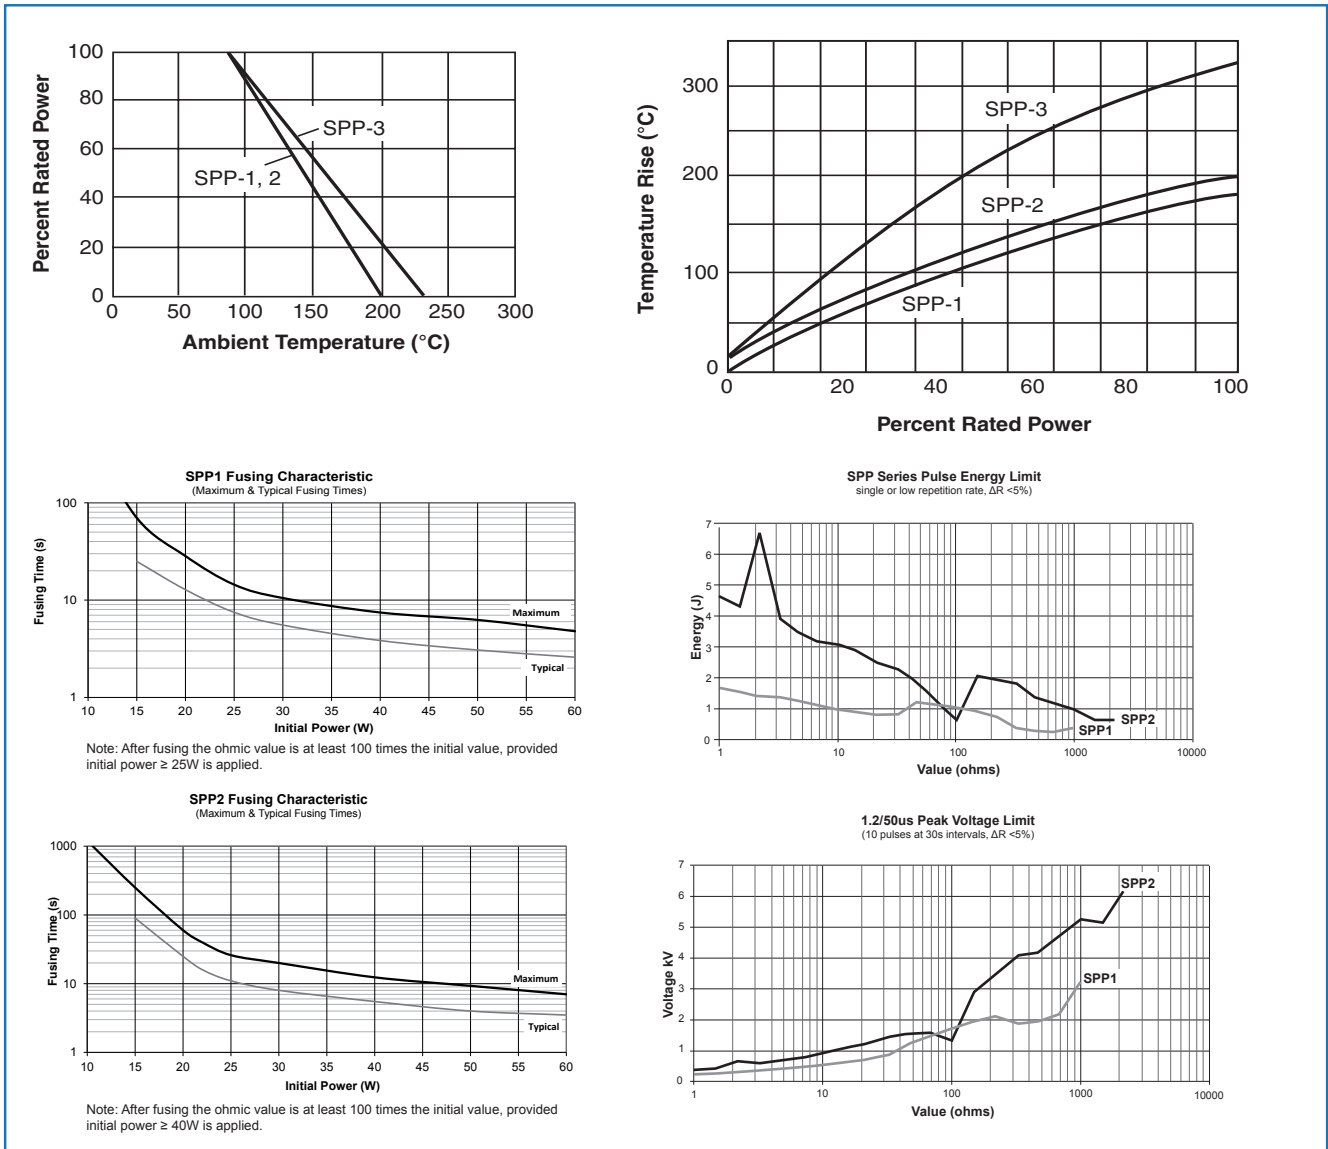 Percent Rated Power
100
80
60
40
20
0
SPP-3
SPP-1, 2
0 50 100 150 200 250 300
Ambient Temperature (°C)
Temperature Rise (°C)
300
200
100
0
SPP-3
SPP-2
SPP-1
0 20 40 60 80 100
Percent Rated Power
SPP1 Fusing Characteristic
(Maximum & Typical Fusing Times)
Fusing Time (s)
100
10
1
Maximum
Typical
10 15 20 25 30 35 40 45 50 55 60
Initial Power (W)
Note: After fusing the ohmic value is at least 100 times the initial value, provided
initial power ≥ 25W is applied.
SPP Series Pulse Energy Limit
single or low repetition rate, ΔR <5%)
Energy (J)
7
6
5
4
3
2
1
0
SPP2
SPP1
1 10 100 1000 10000
Value (ohms)
SPP2 Fusing Characteristic
(Maximum & Typical Fusing Times)
Fusing Time (s)
1000
100
10
1
Maximum
Typical
10 15 20 25 30 35 40 45 50 55 60
Initial Power (W)
Note: After fusing the ohmic value is at least 100 times the initial value, provided
initial power ≥ 40W is applied.
1.2/50us Peak Voltage Limit
(10 pulses at 30s intervals, ΔR <5%)
Voltage kV
7
6
5
4
3
2
1
0
SPP2
SPP1
1 10 100 1000 10000
Value (ohms)